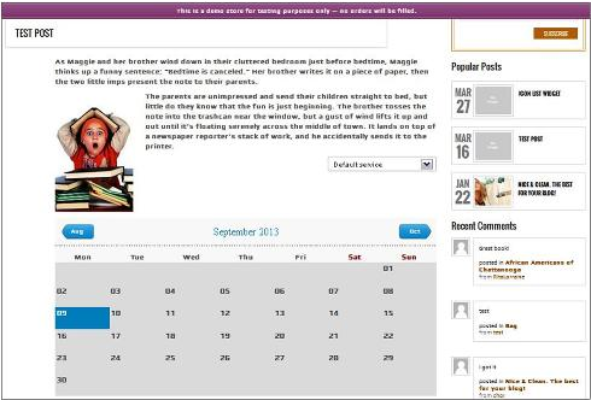 This is a demo store for testing purposes only — no orders will be filled.
TEST POST
As Maggie and her brother wind down in their cluttered bedroom just before bedtime, Maggie
thinks up a funny sentence: "Bedtime is canceled." Her brother writes it on a piece of paper, then
the two little imps present the note to their parents.
The parents are unimpressed and send their children straight to bed, but
little do they know that the fun is just beginning. The brother tosses the
note into the trashcan near the window, but a gust of wind lifts it up and
out until it's floating serenely across the middle of town. It lands on top of
a newspaper reporter's stack of work, and he accidentally sends it to the
printer.
Default service
Aug
September 2013
Oct
Mon Tue Wed Thu Fri Sat Sun
01
02 03 04 05 06 07 08
09 10 11 12 13 14 15
16 17 18 19 20 21 22
23 24 25 26 27 28 29
30
SUBSCRIBE
Popular Posts
MAR
27
ICON LIST WIDGET
MAR
16
TEST POST
JAN
22
NICE & CLEAN. THE BEST
FOR YOUR BLOG!
Recent Comments
Great book!
posted in African Americans of
Chattanooga
from
test
posted in Bag
from test
I got it
posted in Nice & Clean. The best
for your blog!
from